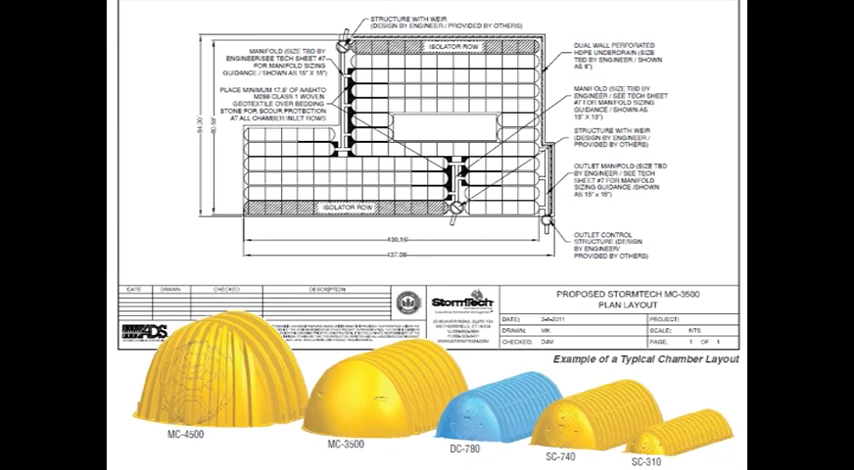 STRUCTURE WITH WEIR
(DESIGN BY ENGINEER / PROVIDED BY OTHERS)
ISOLATOR ROW
MANIFOLD (SIZE TBD BY
ENGINEER/SEE TECH SHEET #7
FOR MANIFOLD SIZING
GUIDANCE / SHOWN AS 15" X 15")
PLACE MINIMUM 17.5' OF AASHTO
M288 CLASS 1 WOVEN
GEOTEXTILE OVER BEDDING
STONE FOR SCOUR PROTECTION
AT ALL CHAMBER INLET ROWS
DUAL WALL PERFORATED
HDPE UNDERDRAIN (SIZE
TBD BY ENGINEER / SHOWN
AS 6")
MANIFOLD (SIZE TBD BY
ENGINEER / SEE TECH SHEET
#7 FOR MANIFOLD SIZING
GUIDANCE / SHOWN AS
15" X 15")
STRUCTURE WITH WEIR
(DESIGN BY ENGINEER /
PROVIDED BY OTHERS)
OUTLET MANIFOLD (SIZE TBD
BY ENGINEER / SEE TECH
SHEET #7 FOR MANIFOLD
SIZING GUIDANCE /SHOWN
AS 15" x 15")
OUTLET CONTROL
STRUCTURE (DESIGN
BY ENGINEER/
PROVIDED BY OTHERS)
ISOLATOR ROW
DATE DRAWN CHECKED DESCRIPTION
ADS
StormTech
PROPOSED STORMTECH MC-3500
PLAN LAYOUT
DATE: PROJECT:
DRAWN: MK SCALE: NTS
CHECKED: DJM PAGE: 1 OF 1
Example of a Typical Chamber Layout
MC-4500
MC-3500
DC-780
SC-740
SC-310